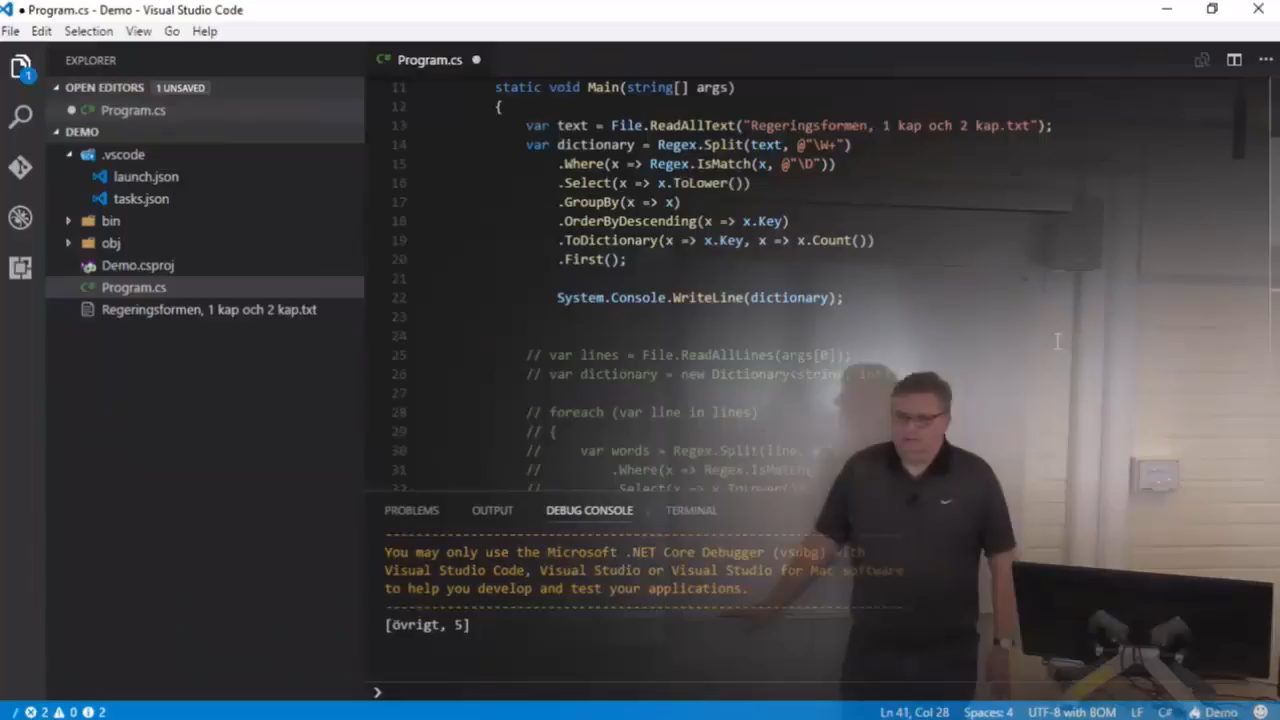 ● Program.cs - Demo - Visual Studio Code
File Edit Selection View Go Help
EXPLORER
OPEN EDITORS 1 UNSAVED
C# Program.cs
DEMO
.vscode
launch.json
tasks.json
bin
obj
Demo.csproj
C# Program.cs
Regeringsformen, 1 kap och 2 kap.txt
1
C# Program.cs
11 static void Main(string[] args)
12 {
13 var text = File.ReadAllText("Regeringsformen, 1 kap och 2 kap.txt");
14 var dictionary = Regex.Split(text, @"\W+")
15 .Where(x => Regex.IsMatch(x, @"\D"))
16 .Select(x => x.ToLower())
17 .GroupBy(x => x)
18 .OrderByDescending(x => x.Key)
19 .ToDictionary(x => x.Key, x => x.Count())
20 .First();
21
22 System.Console.WriteLine(dictionary);
23
24
25 // var lines = File.ReadAllLines(args[0]);
26 // var dictionary = new Dictionary<string, int
27
28 // foreach (var line in lines)
29 // {
30 // var words = Regex.Split(line,
31 // .Where(x => Regex.IsMatch
32 // .Select(x => x.ToLower()
PROBLEMS OUTPUT DEBUG CONSOLE TERMINAL
You may only use the Microsoft .NET Core Debugger (vsdbg) with
Visual Studio Code, Visual Studio or Visual Studio for Mac software
to help you develop and test your applications.
[övrigt, 5]
2 0 2 Ln 41, Col 28 Spaces: 4 UTF-8 with BOM LF C# Demo